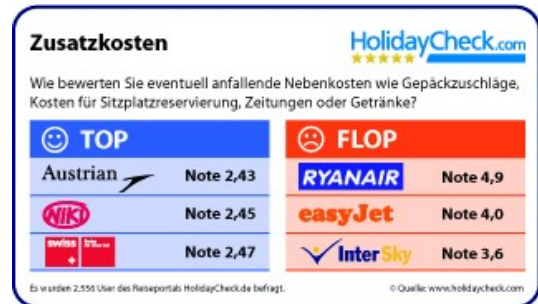 Zusatzkosten
HolidayCheck.com
Wie bewerten Sie eventuell anfallende Nebenkosten wie Gepäckzuschläge,
Kosten für Sitzplatzreservierung, Zeitungen oder Getränke?
TOP
Austrian Note 2,43
NIKI Note 2,45
swiss Note 2,47
FLOP
RYANAIR Note 4,9
easyJet Note 4,0
InterSky Note 3,6
Es wurden 2.556 User des Reiseportals HolidayCheck.de befragt.
© Quelle: www.holidaycheck.com